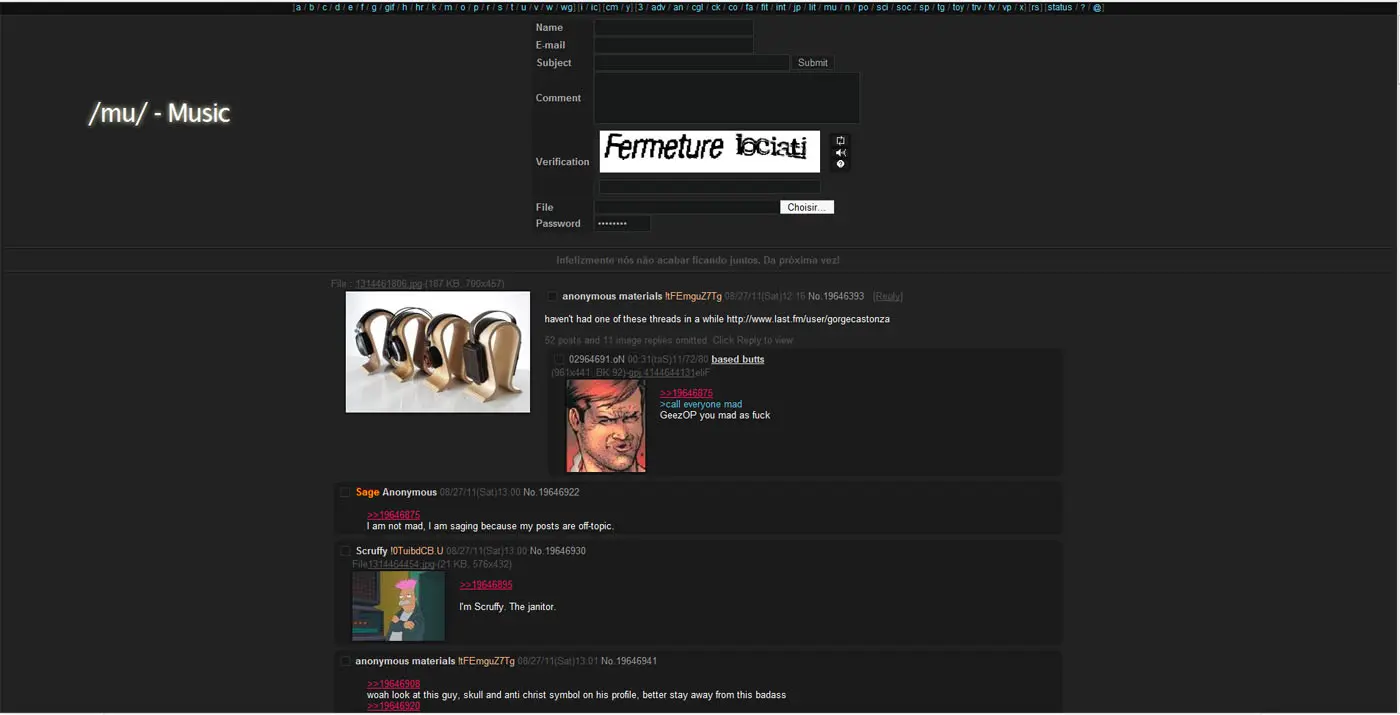 [a / b / c / d / e / f / g / gif / h / hr / k / m / o / p / r / s / t / u / v / w / wg] [i / ic] [cm / y] [3 / adv / an / cgl / ck / co / fa / fit / int / jp / lit / mu / n / po / sci / soc / sp / tg / toy / trv / tv / vp / x] [rs] [status / ? / @]
/mu/ - Music
Name
E-mail
Subject Submit
Comment
Verification Fermeture lociati
File Choisir...
Password ••••••••
Infelizmente nós não acabar ficando juntos. Da próxima vez!
File : 1314461806.jpg-(187 KB, 700x457)
anonymous materials !tFEmguZ7Tg 08/27/11(Sat)12:16 No.19646393 [Reply]
haven't had one of these threads in a while http://www.last.fm/user/gorgecastonza
52 posts and 11 image replies omitted. Click Reply to view.
02964691.oN 00:31(taS)11/72/80 based butts
(961x441 ,BK 92)-gpj.4144644131eliF
>>19646875
>call everyone mad
GeezOP you mad as fuck
Sage Anonymous 08/27/11(Sat)13:00 No.19646922
>>19646875
I am not mad, I am saging because my posts are off-topic.
Scruffy !0TuibdCB.U 08/27/11(Sat)13:00 No.19646930
File1314464454.jpg-(21 KB, 576x432)
>>19646895
I'm Scruffy. The janitor.
anonymous materials !tFEmguZ7Tg 08/27/11(Sat)13:01 No.19646941
>>19646908
woah look at this guy, skull and anti christ symbol on his profile, better stay away from this badass
>>19646920